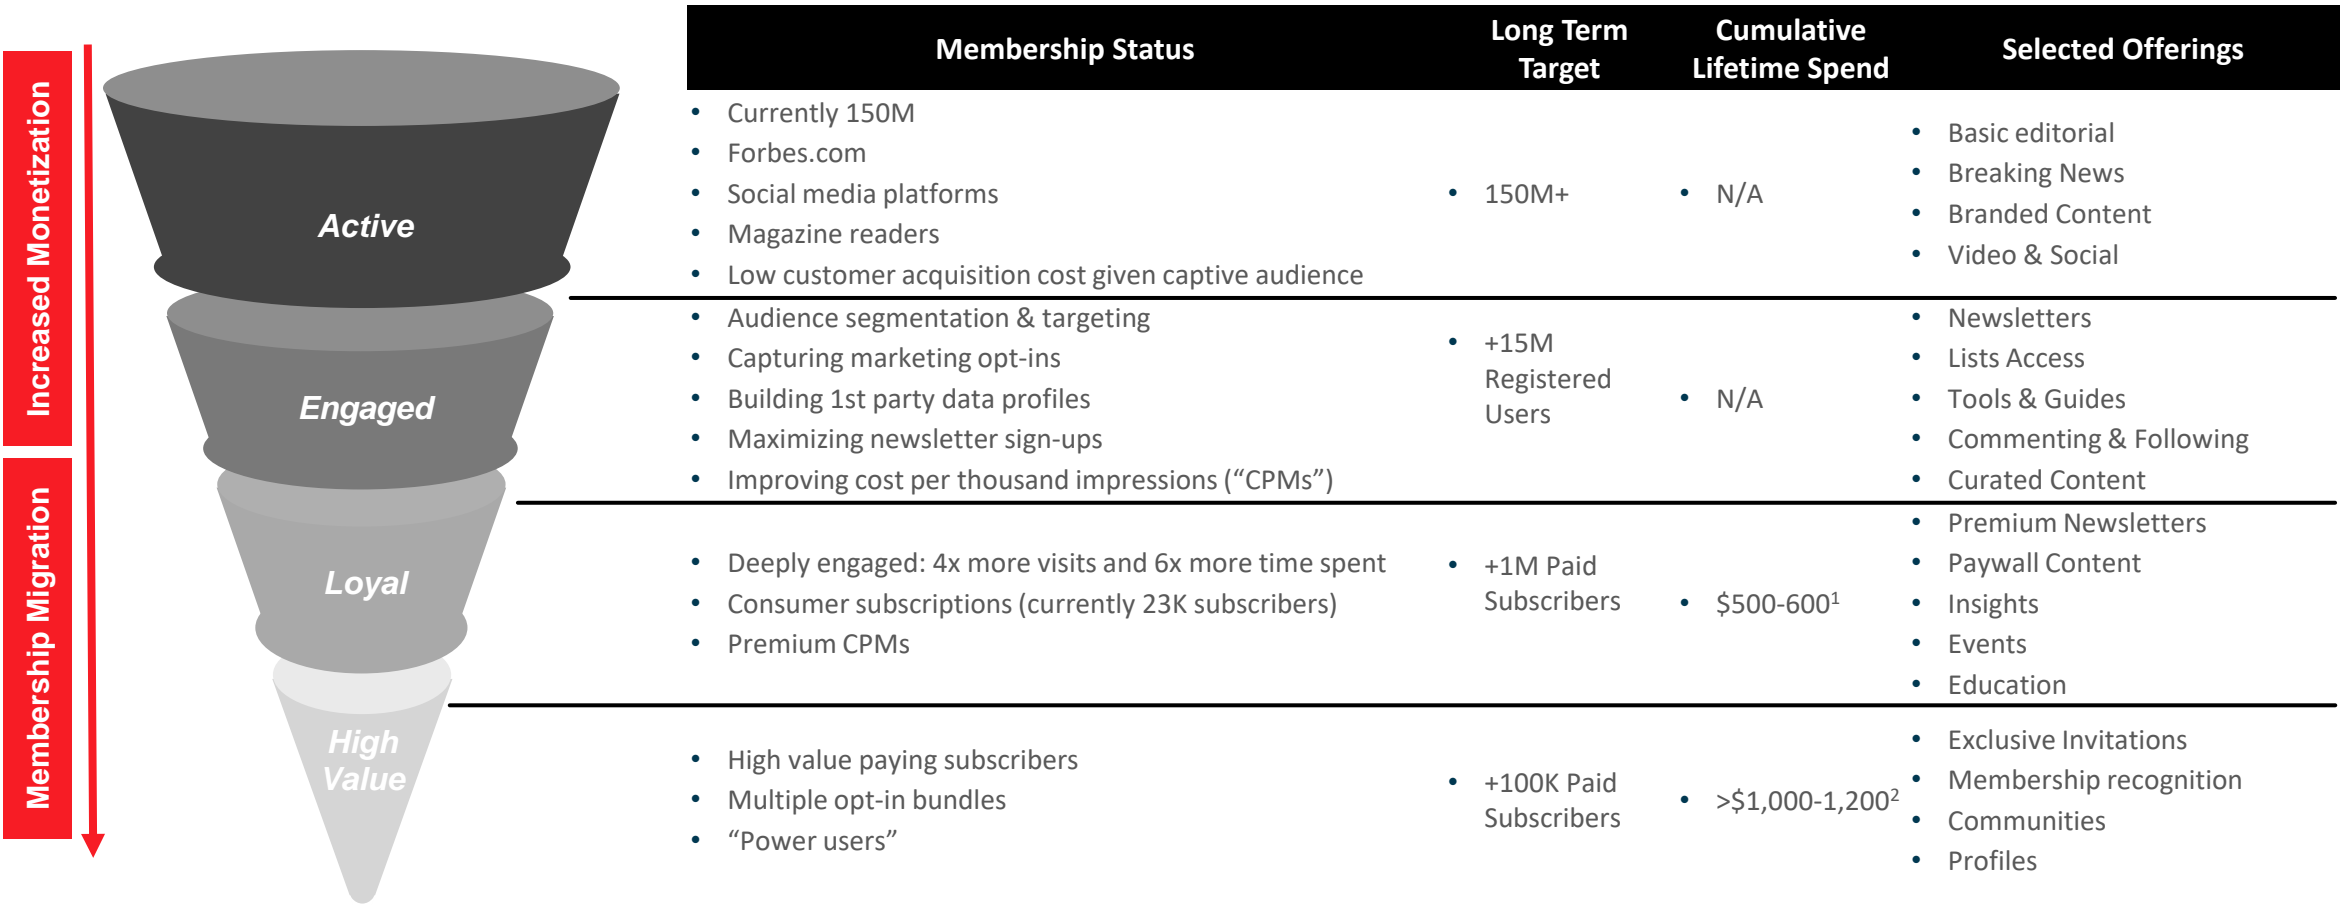 Membership Status
Long Term
Target
Cumulative
Lifetime Spend
Selected Offerings
Increased Monetization
Membership Migration
Active
• Currently 150M
• Forbes.com
• Social media platforms
• Magazine readers
• Low customer acquisition cost given captive audience
• 150M+
• N/A
• Basic editorial
• Breaking News
• Branded Content
• Video & Social
Engaged
• Audience segmentation & targeting
• Capturing marketing opt-ins
• Building 1st party data profiles
• Maximizing newsletter sign-ups
• Improving cost per thousand impressions (“CPMs”)
• +15M
Registered
Users
• N/A
• Newsletters
• Lists Access
• Tools & Guides
• Commenting & Following
• Curated Content
Loyal
• Deeply engaged: 4x more visits and 6x more time spent
• Consumer subscriptions (currently 23K subscribers)
• Premium CPMs
• +1M Paid
Subscribers
• $500-600¹
• Premium Newsletters
• Paywall Content
• Insights
• Events
• Education
High
Value
• High value paying subscribers
• Multiple opt-in bundles
• “Power users”
• +100K Paid
Subscribers
• >$1,000-1,200²
• Exclusive Invitations
• Membership recognition
• Communities
• Profiles